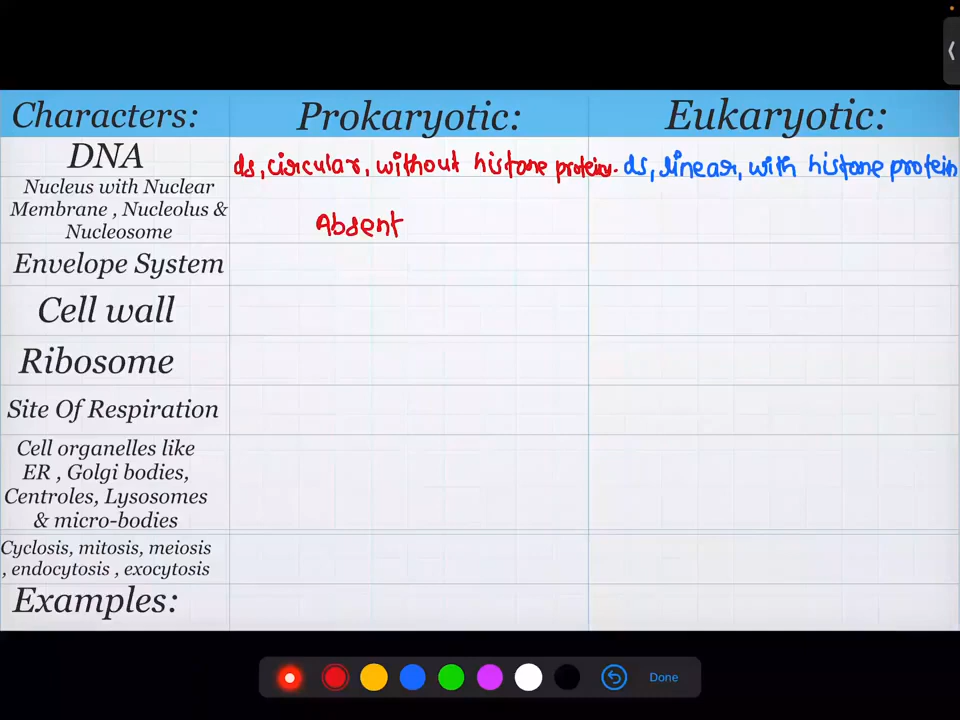 Characters: Prokaryotic: Eukaryotic:
DNA ds, circular, without histone proteins. ds, linear, with histone protein
Nucleus with Nuclear
Membrane , Nucleolus &
Nucleosome
Absent
Envelope System
Cell wall
Ribosome
Site Of Respiration
Cell organelles like
ER , Golgi bodies,
Centroles, Lysosomes
& micro-bodies
Cyclosis, mitosis, meiosis
, endocytosis , exocytosis
Examples:
Done